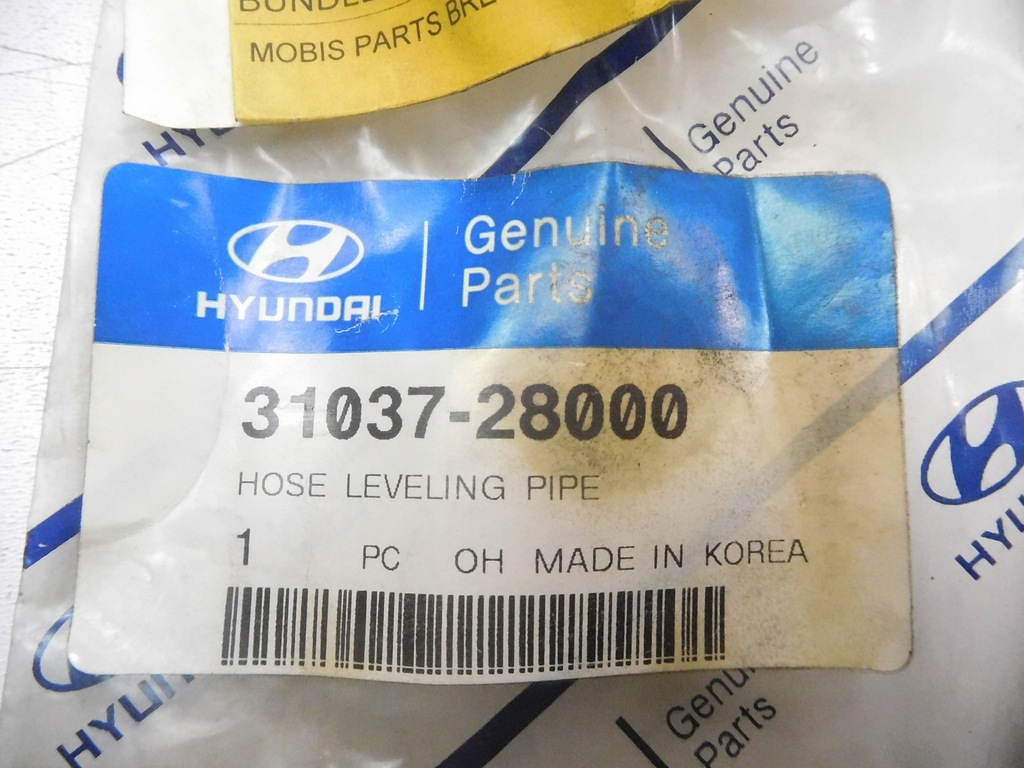 MOBIS PARTS
Genuine
Parts
HYUNDAI
Genuine
Parts
31037-28000
HOSE LEVELING PIPE
1 PC OH MADE IN KOREA
Genuine
Parts